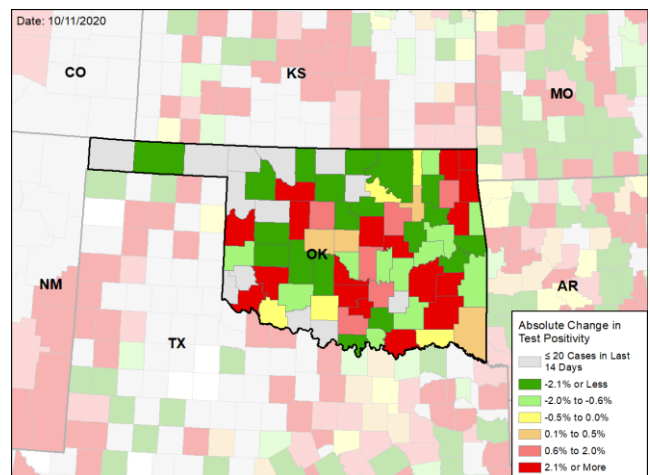 Date: 10/11/2020
CO
KS
MO
OK
NM
AR
TX
Absolute Change in
Test Positivity
≤ 20 Cases in Last
14 Days
-2.1% or Less
-2.0% to -0.6%
-0.5% to 0.0%
0.1% to 0.5%
0.6% to 2.0%
2.1% or More